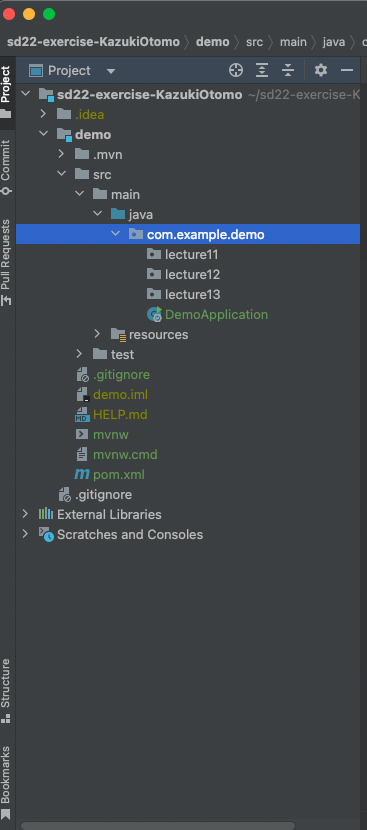 sd22-exercise-KazukiOtomo 〉 demo 〉 src 〉 main 〉 java 〉
Project
Project
Commit
Pull Requests
Structure
Bookmarks
sd22-exercise-KazukiOtomo ~/sd22-exercise-K
.idea
demo
.mvn
src
main
java
com.example.demo
lecture11
lecture12
lecture13
DemoApplication
resources
test
.gitignore
demo.iml
HELP.md
mvnw
mvnw.cmd
pom.xml
.gitignore
External Libraries
Scratches and Consoles